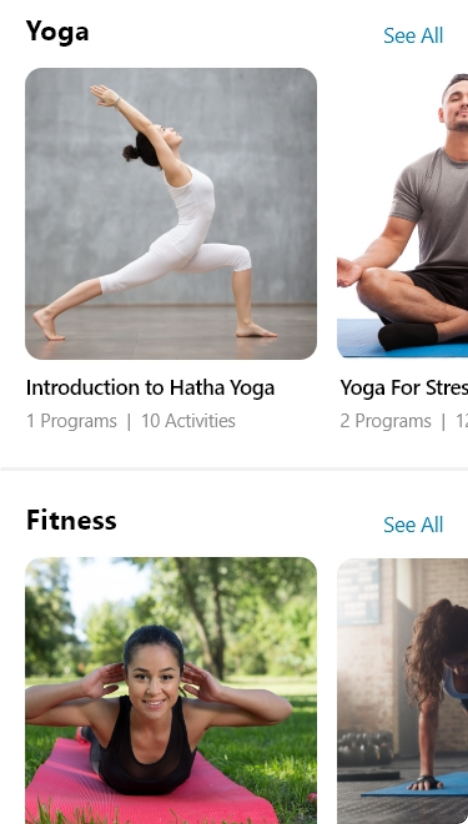 Yoga
See All
Introduction to Hatha Yoga
Yoga For Stres
1 Programs | 10 Activities
2 Programs | 12
Fitness
See All